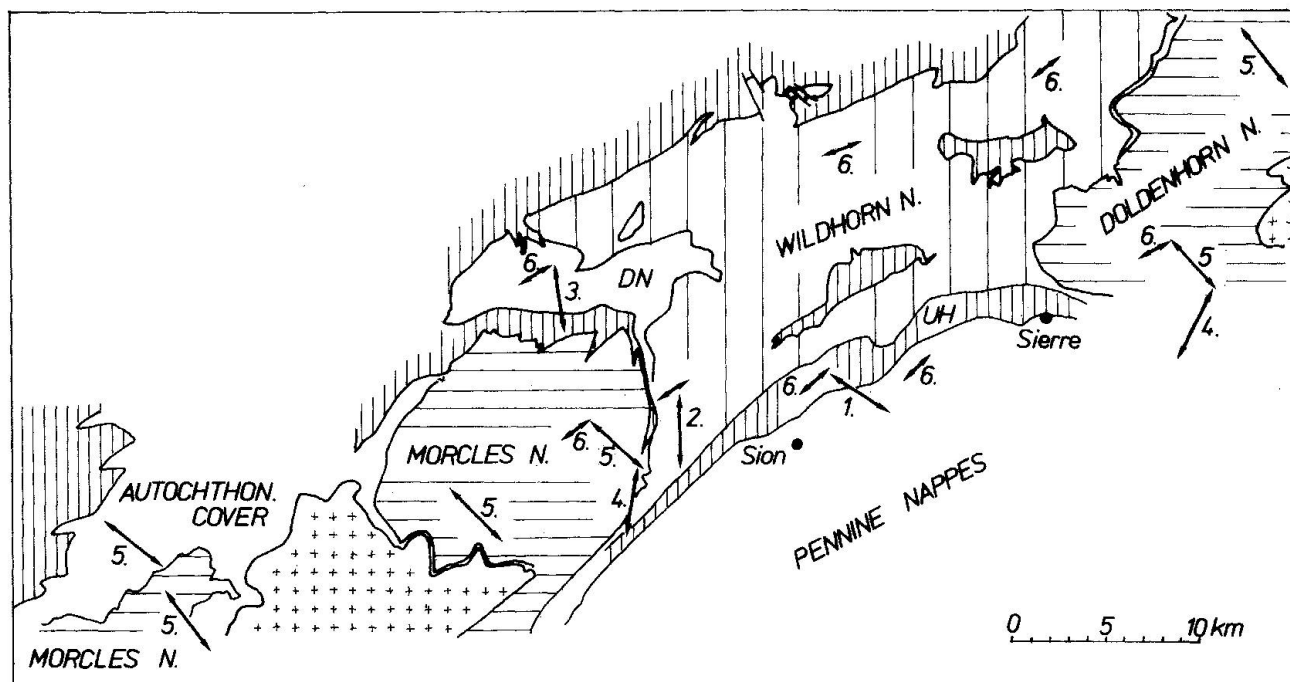 5.
6.
6.
WILDHORN N.
DOLDENHORN N.
6.
5.
4.
6.
3.
DN
UH
Sierre
6.
6.
1.
2.
Sion
MORCLES N.
6.
5.
5.
4.
PENNINE NAPPES
AUTOCHTHON.
COVER
5.
5.
MORCLES N.
0 5 10 km